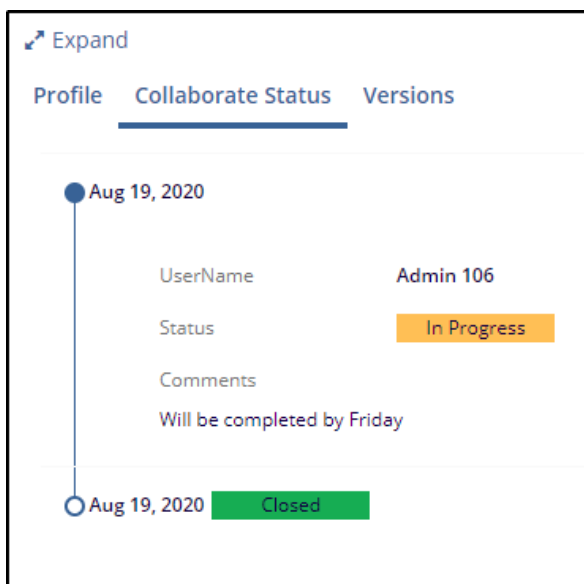 Expand
Profile Collaborate Status Versions
Aug 19, 2020
UserName Admin 106
Status In Progress
Comments
Will be completed by Friday
Aug 19, 2020 Closed